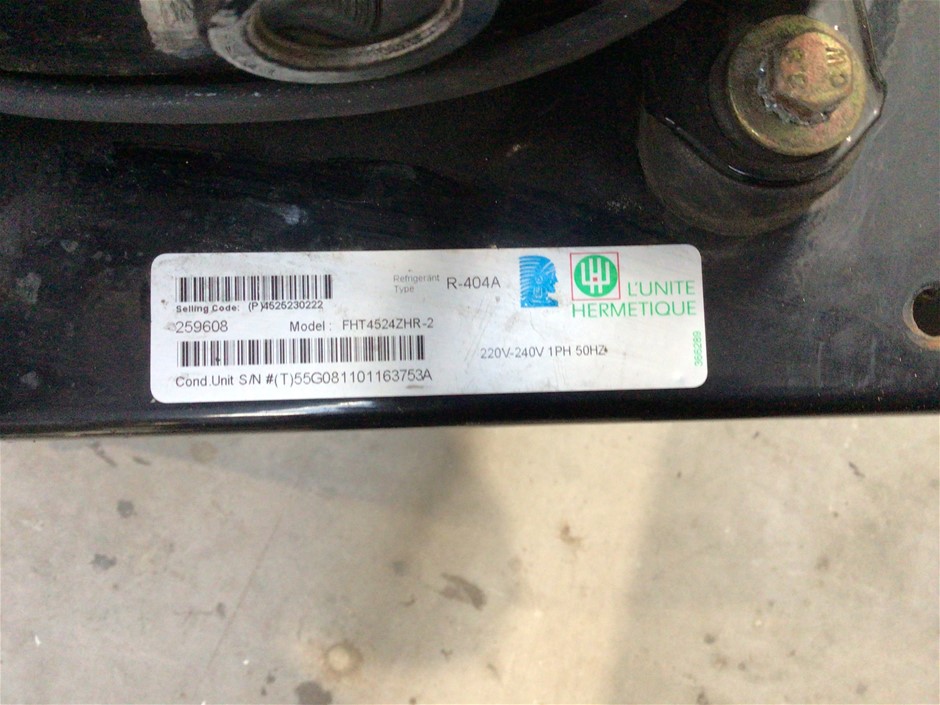 Refrigerant
Type
R-404A
L'UNITE
HERMETIQUE
Selling Code: (P)4525230222
259608
Model : FHT4524ZHR-2
220V-240V 1PH 50HZ
Cond.Unit S/N #(T)55G081101163753A
366289